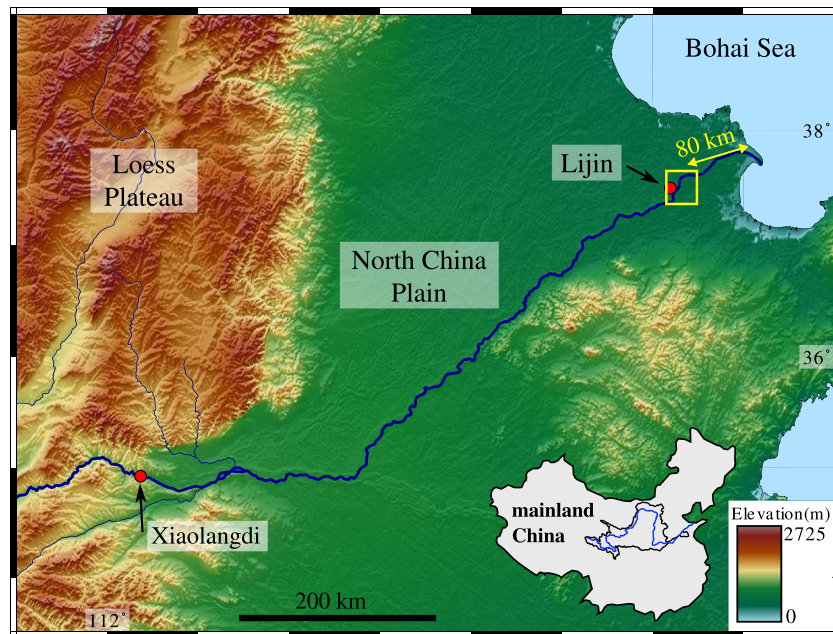 Bohai Sea
38°
80 km
Lijin
Loess
Plateau
North China
Plain
36°
Xiaolangdi
mainland
China
Elevation(m)
2725
0
200 km
112°